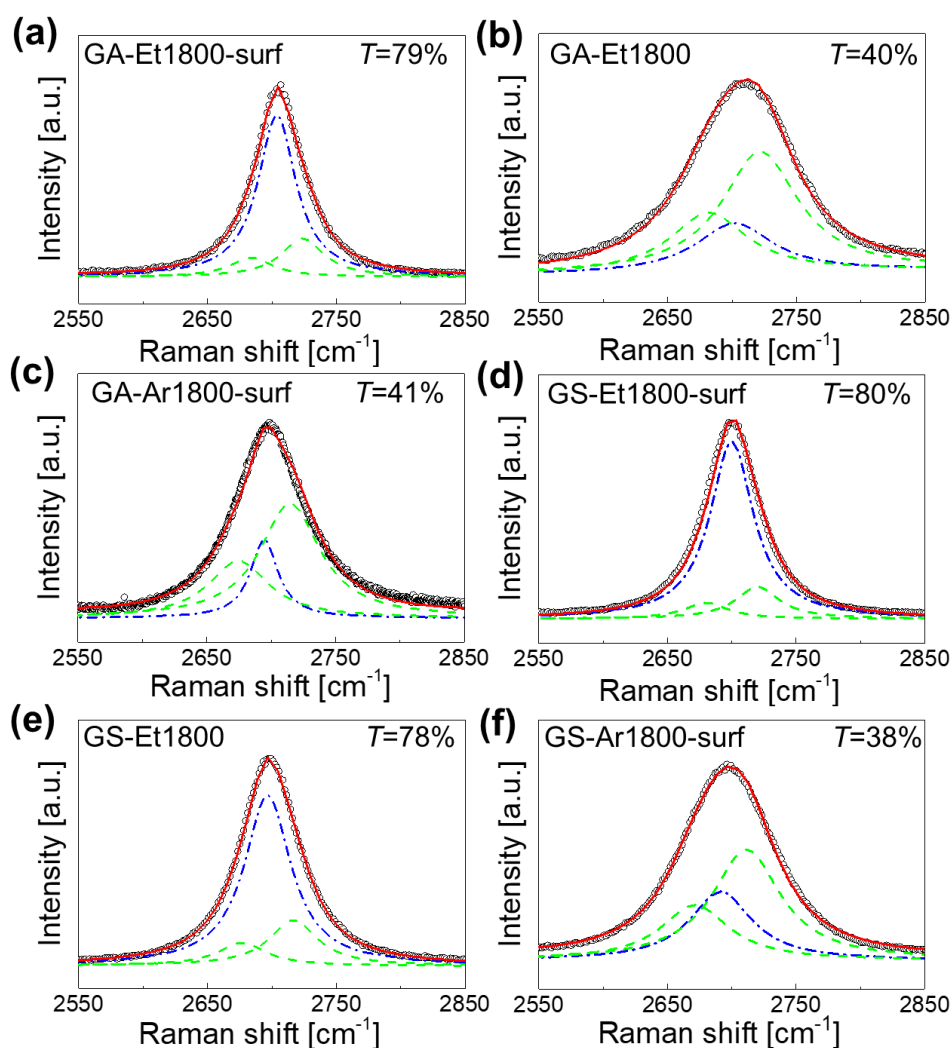 (a)
GA-Et1800-surf T=79%
Intensity [a.u.]
2550 2650 2750 2850
Raman shift [cm-1]
(b)
GA-Et1800 T=40%
Intensity [a.u.]
2550 2650 2750 2850
Raman shift [cm-1]
(c)
GA-Ar1800-surf T=41%
Intensity [a.u.]
2550 2650 2750 2850
Raman shift [cm-1]
(d)
GS-Et1800-surf T=80%
Intensity [a.u.]
2550 2650 2750 2850
Raman shift [cm-1]
(e)
GS-Et1800 T=78%
Intensity [a.u.]
2550 2650 2750 2850
Raman shift [cm-1]
(f)
GS-Ar1800-surf T=38%
Intensity [a.u.]
2550 2650 2750 2850
Raman shift [cm-1]